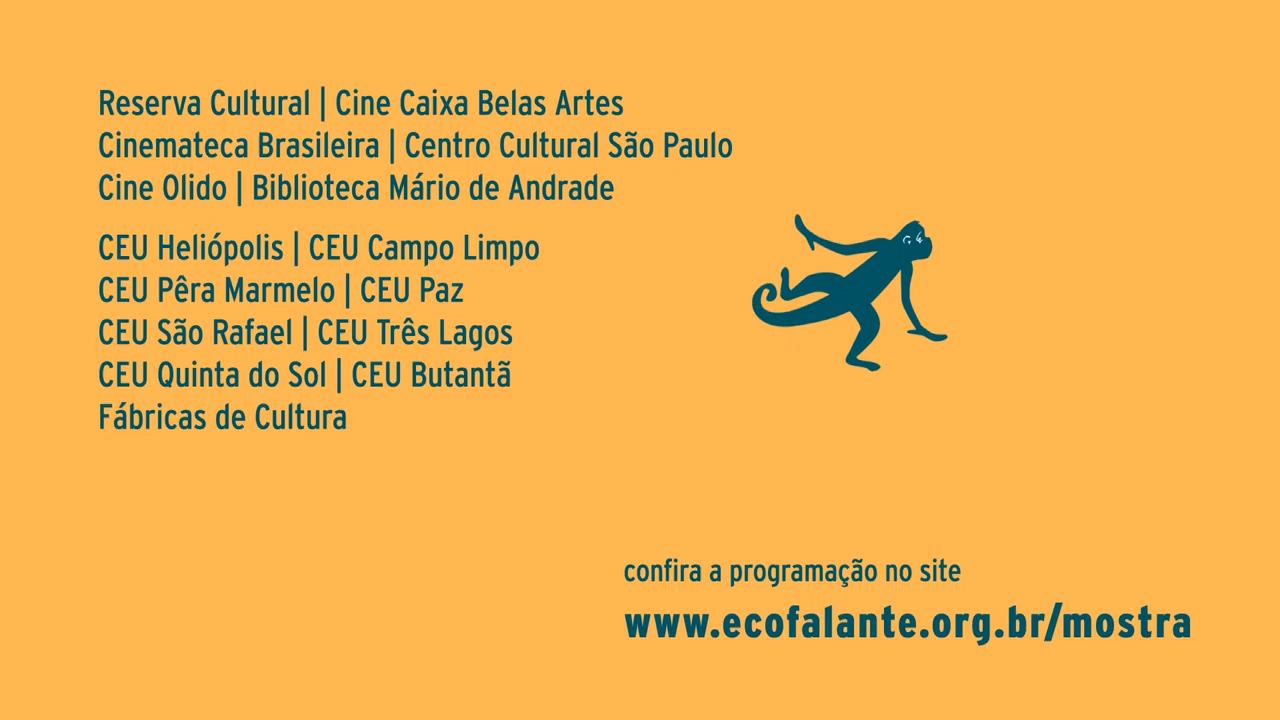 Reserva Cultural | Cine Caixa Belas Artes
Cinemateca Brasileira | Centro Cultural São Paulo
Cine Olido | Biblioteca Mário de Andrade
CEU Heliópolis | CEU Campo Limpo
CEU Pêra Marmelo | CEU Paz
CEU São Rafael | CEU Três Lagos
CEU Quinta do Sol | CEU Butantã
Fábricas de Cultura
confira a programação no site
www.ecofalante.org.br/mostra